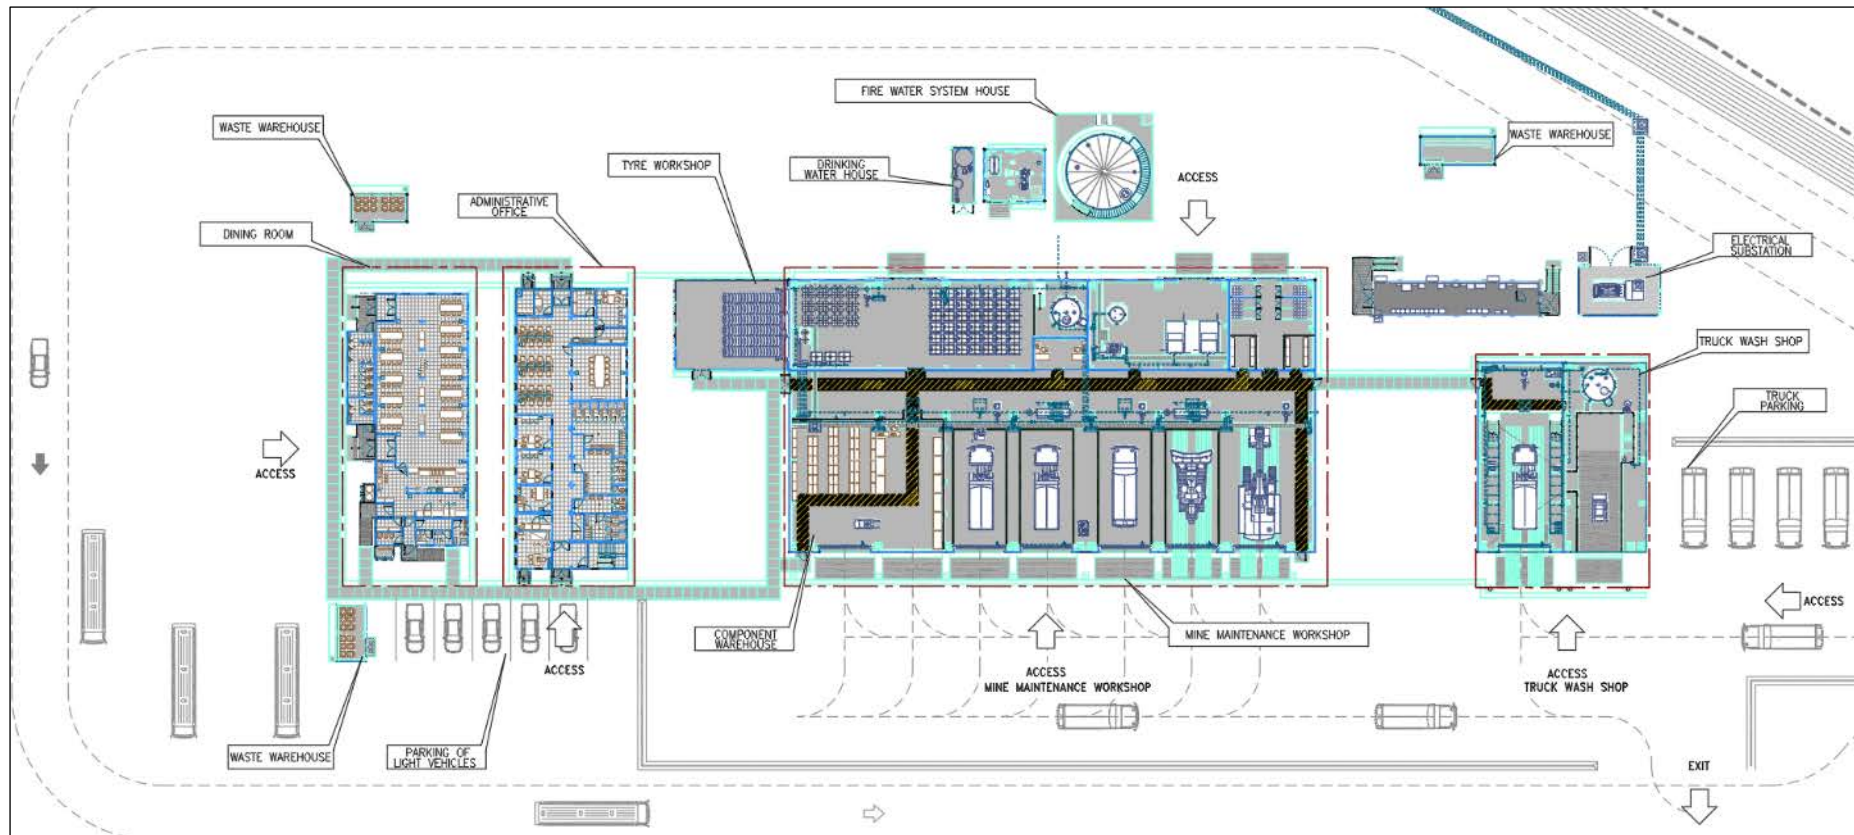 FIRE WATER SYSTEM HOUSE
WASTE WAREHOUSE
WASTE WAREHOUSE
TYRE WORKSHOP
DRINKING
WATER HOUSE
ACCESS
ADMINISTRATIVE
OFFICE
DINING ROOM
ELECTRICAL
SUBSTATION
TRUCK WASH SHOP
TRUCK
PARKING
ACCESS
ACCESS
COMPONENT
WAREHOUSE
MINE MAINTENANCE WORKSHOP
ACCESS
ACCESS
MINE MAINTENANCE WORKSHOP
ACCESS
TRUCK WASH SHOP
WASTE WAREHOUSE
PARKING OF
LIGHT VEHICLES
EXIT